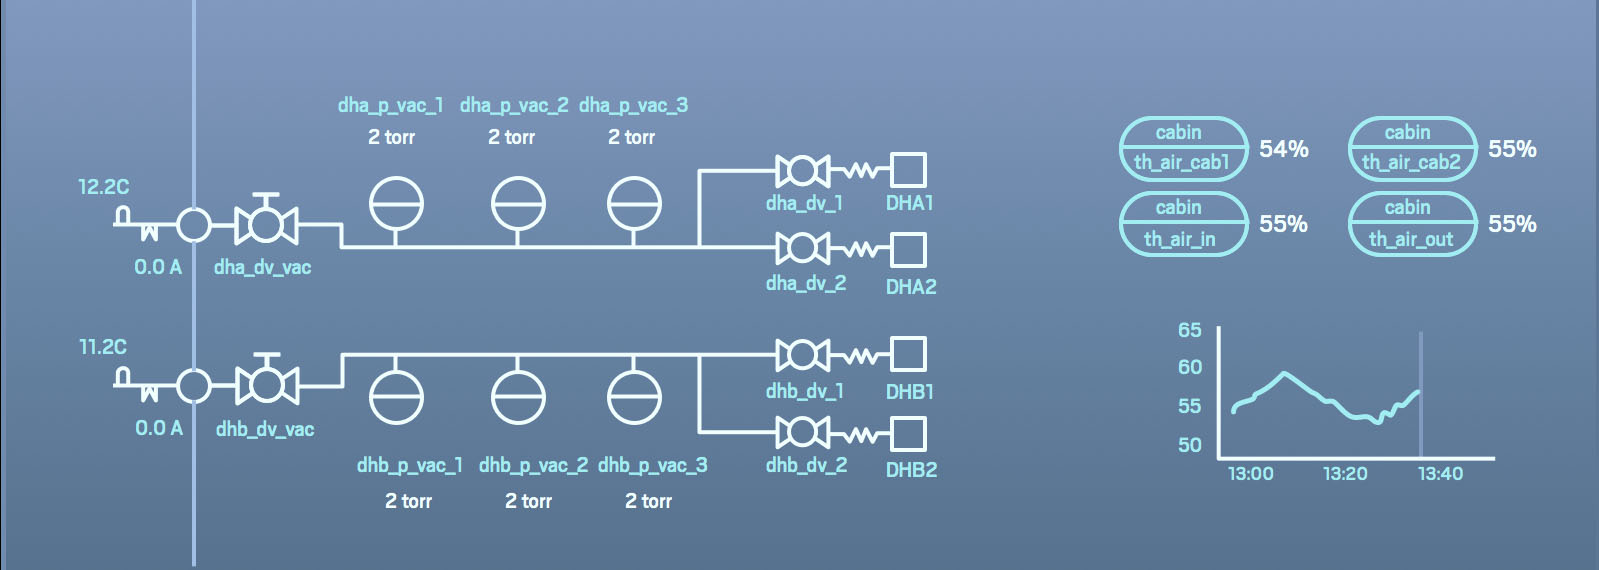 dha_p_vac_1 dha_p_vac_2 dha_p_vac_3
2 torr 2 torr 2 torr
12.2C
0.0 A dha_dv_vac
dha_dv_1 DHA1
dha_dv_2 DHA2
11.2C
0.0 A dhb_dv_vac
dhb_dv_1 DHB1
dhb_dv_2 DHB2
dhb_p_vac_1 dhb_p_vac_2 dhb_p_vac_3
2 torr 2 torr 2 torr
cabin
th_air_cab1
54%
cabin
th_air_cab2
55%
cabin
th_air_in
55%
cabin
th_air_out
55%
65
60
55
50
13:00 13:20 13:40